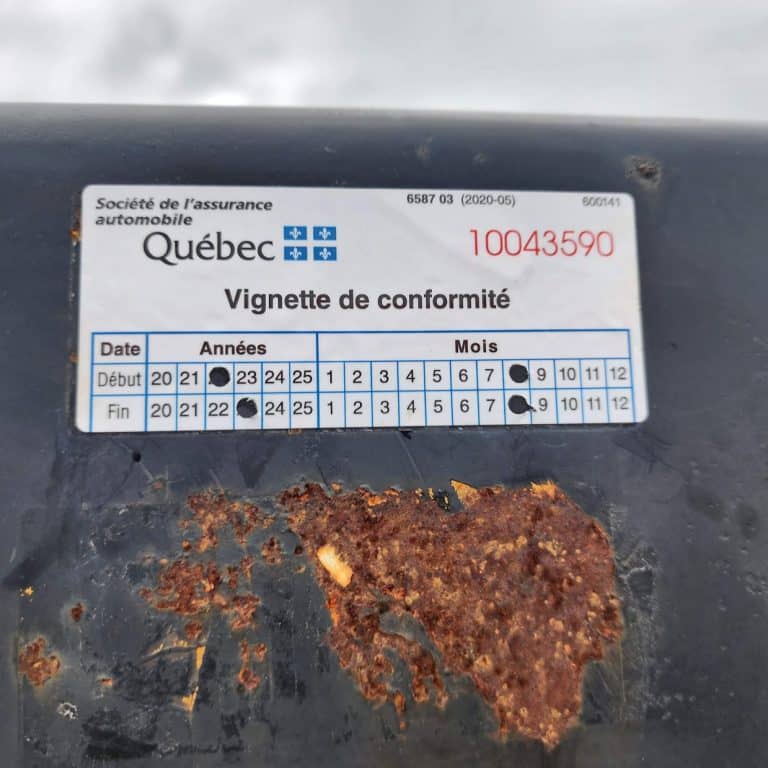 Société de l'assurance 6587 03 (2020-05) 600141
automobile
Québec 10043590
Vignette de conformité
Date Années Mois
Début 20 21 23 24 25 1 2 3 4 5 6 7 9 10 11 12
Fin 20 21 22 24 25 1 2 3 4 5 6 7 9 10 11 12